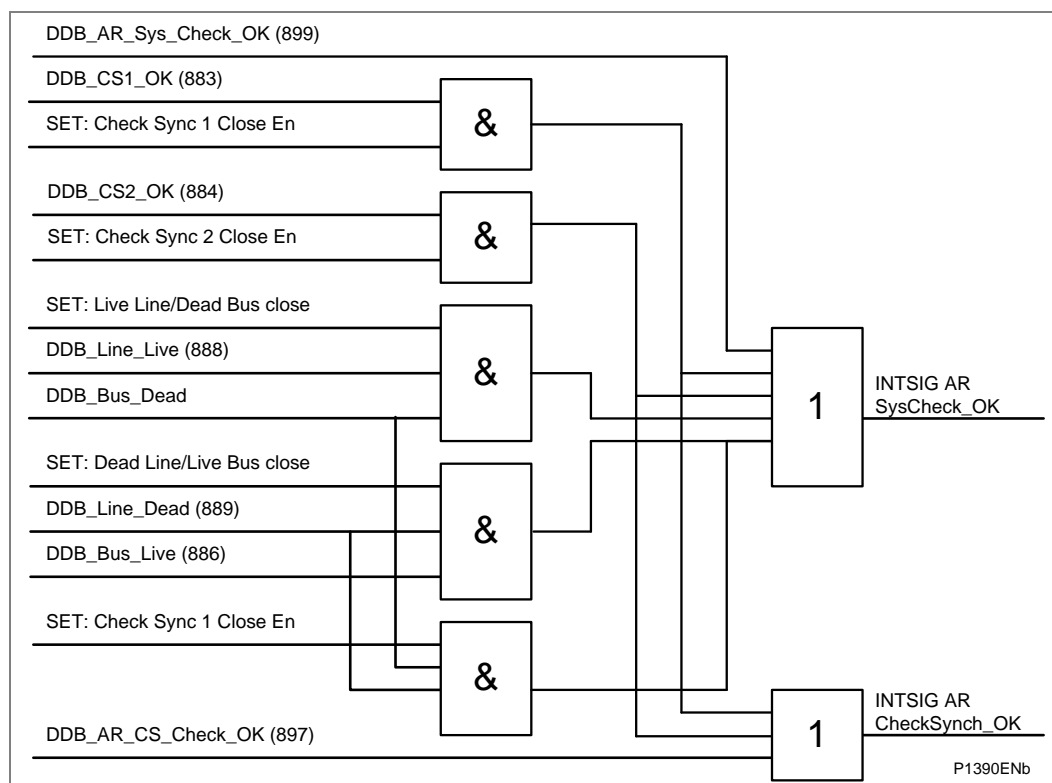 DDB_AR_Sys_Check_OK (899)
DDB_CS1_OK (883)
SET: Check Sync 1 Close En
&
DDB_CS2_OK (884)
SET: Check Sync 2 Close En
&
SET: Live Line/Dead Bus close
DDB_Line_Live (888)
DDB_Bus_Dead
&
1
INTSIG AR
SysCheck_OK
SET: Dead Line/Live Bus close
DDB_Line_Dead (889)
DDB_Bus_Live (886)
&
SET: Check Sync 1 Close En
&
DDB_AR_CS_Check_OK (897)
1
INTSIG AR
CheckSynch_OK
P1390ENb